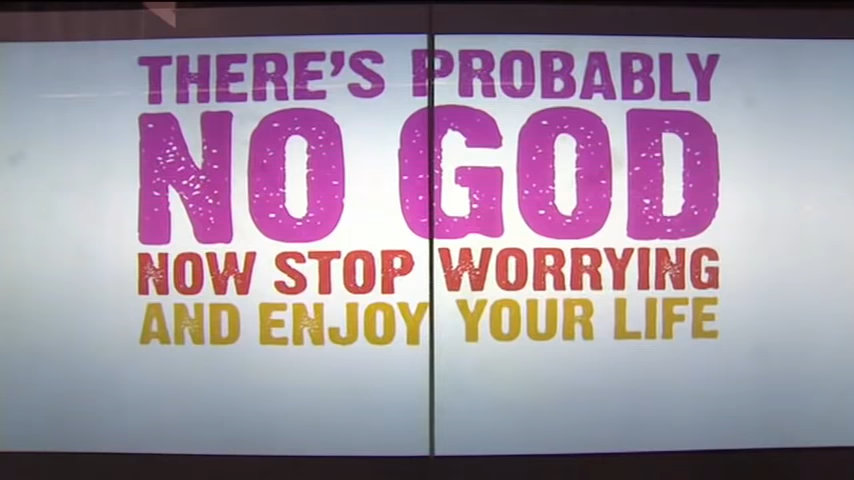 THERE'S PROBABLY
NO GOD
NOW STOP WORRYING
AND ENJOY YOUR LIFE